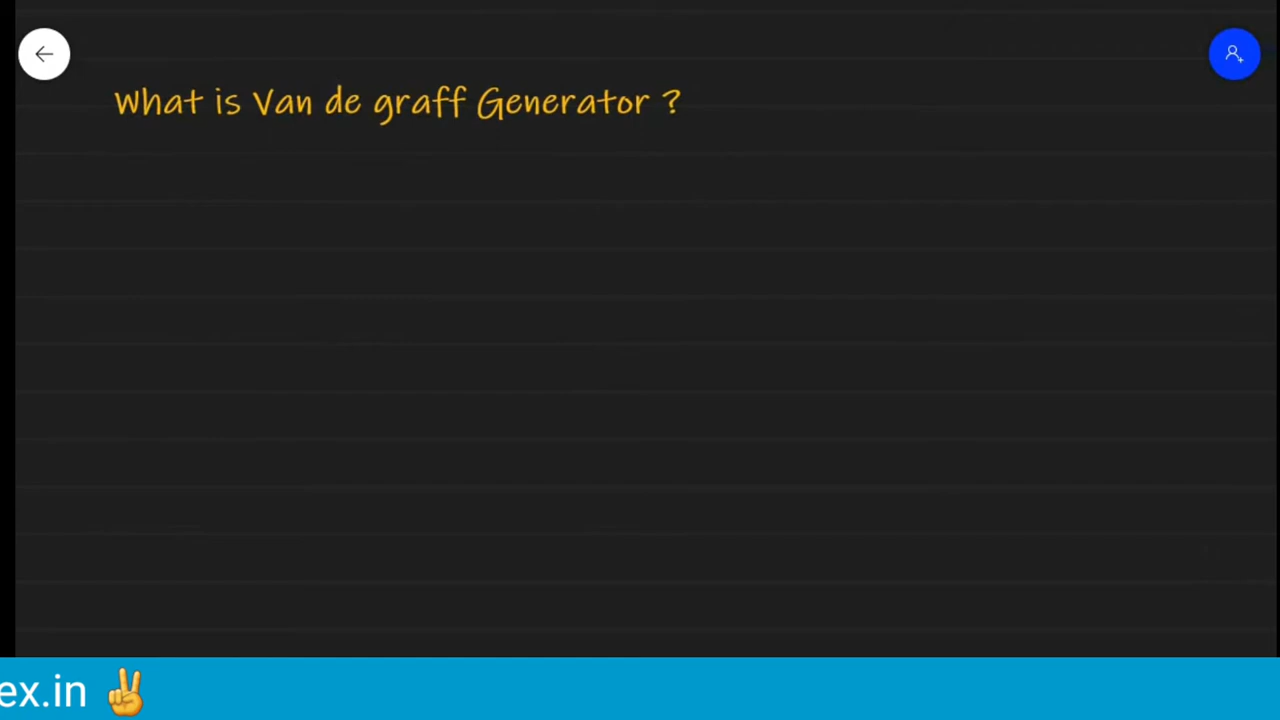 What is Van de graff Generator ?
ex.in ✌️